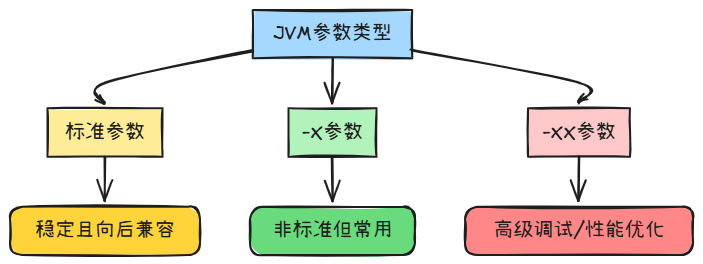 JVM参数类型
标准参数
-X参数
-XX参数
稳定且向后兼容
非标准但常用
高级调试/性能优化